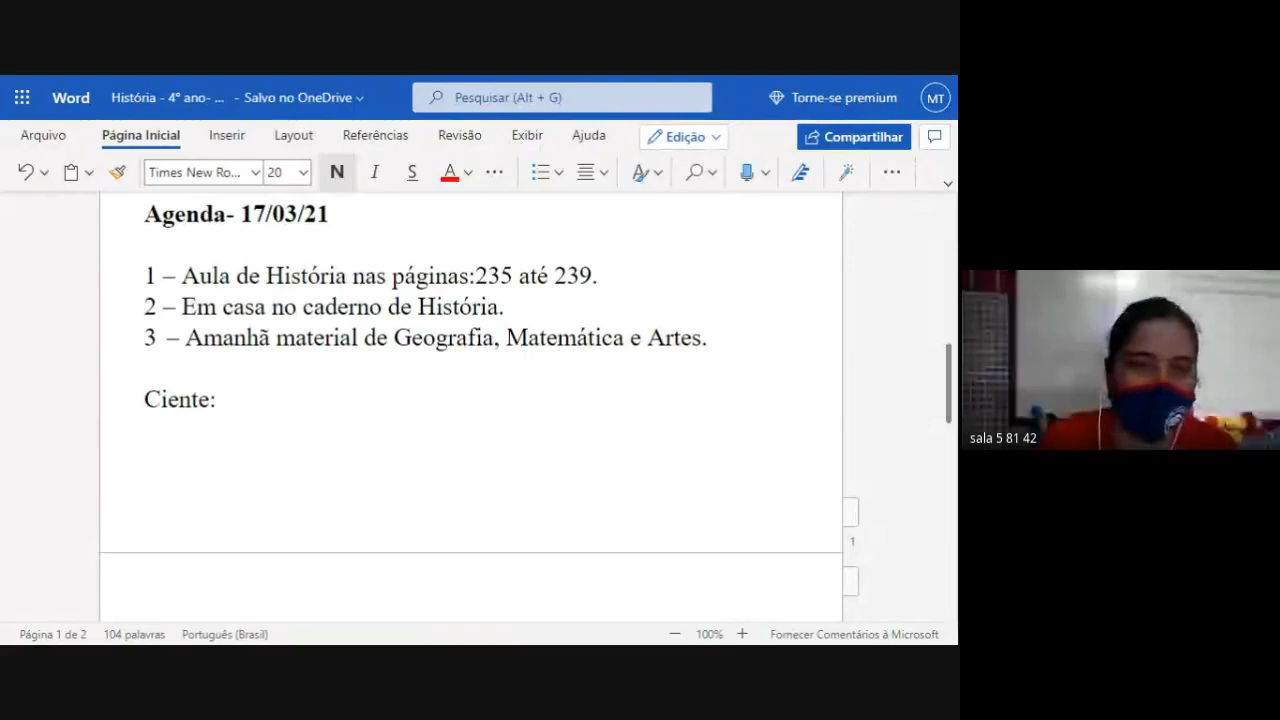 Word História - 4º ano- ... - Salvo no OneDrive Pesquisar (Alt + G) Torne-se premium MT
Arquivo Página Inicial Inserir Layout Referências Revisão Exibir Ajuda Edição Compartilhar
Times New Ro... 20 N I S A ...
Agenda- 17/03/21
1 – Aula de História nas páginas:235 até 239.
2 – Em casa no caderno de História.
3 – Amanhã material de Geografia, Matemática e Artes.
Ciente:
1
Página 1 de 2 104 palavras Português (Brasil) 100% Fornecer Comentários à Microsoft
sala 5 81 42